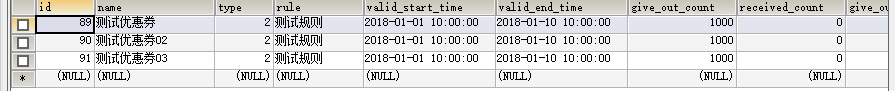 id name type rule valid_start_time valid_end_time give_out_count received_count give_ou
89 测试优惠券 2 测试规则 2018-01-01 10:00:00 2018-01-10 10:00:00 1000 0
90 测试优惠券02 2 测试规则 2018-01-01 10:00:00 2018-01-10 10:00:00 1000 0
91 测试优惠券03 2 测试规则 2018-01-01 10:00:00 2018-01-10 10:00:00 1000 0
* (NULL) (NULL) (NULL) (NULL) (NULL) (NULL) (NULL) (NULL)